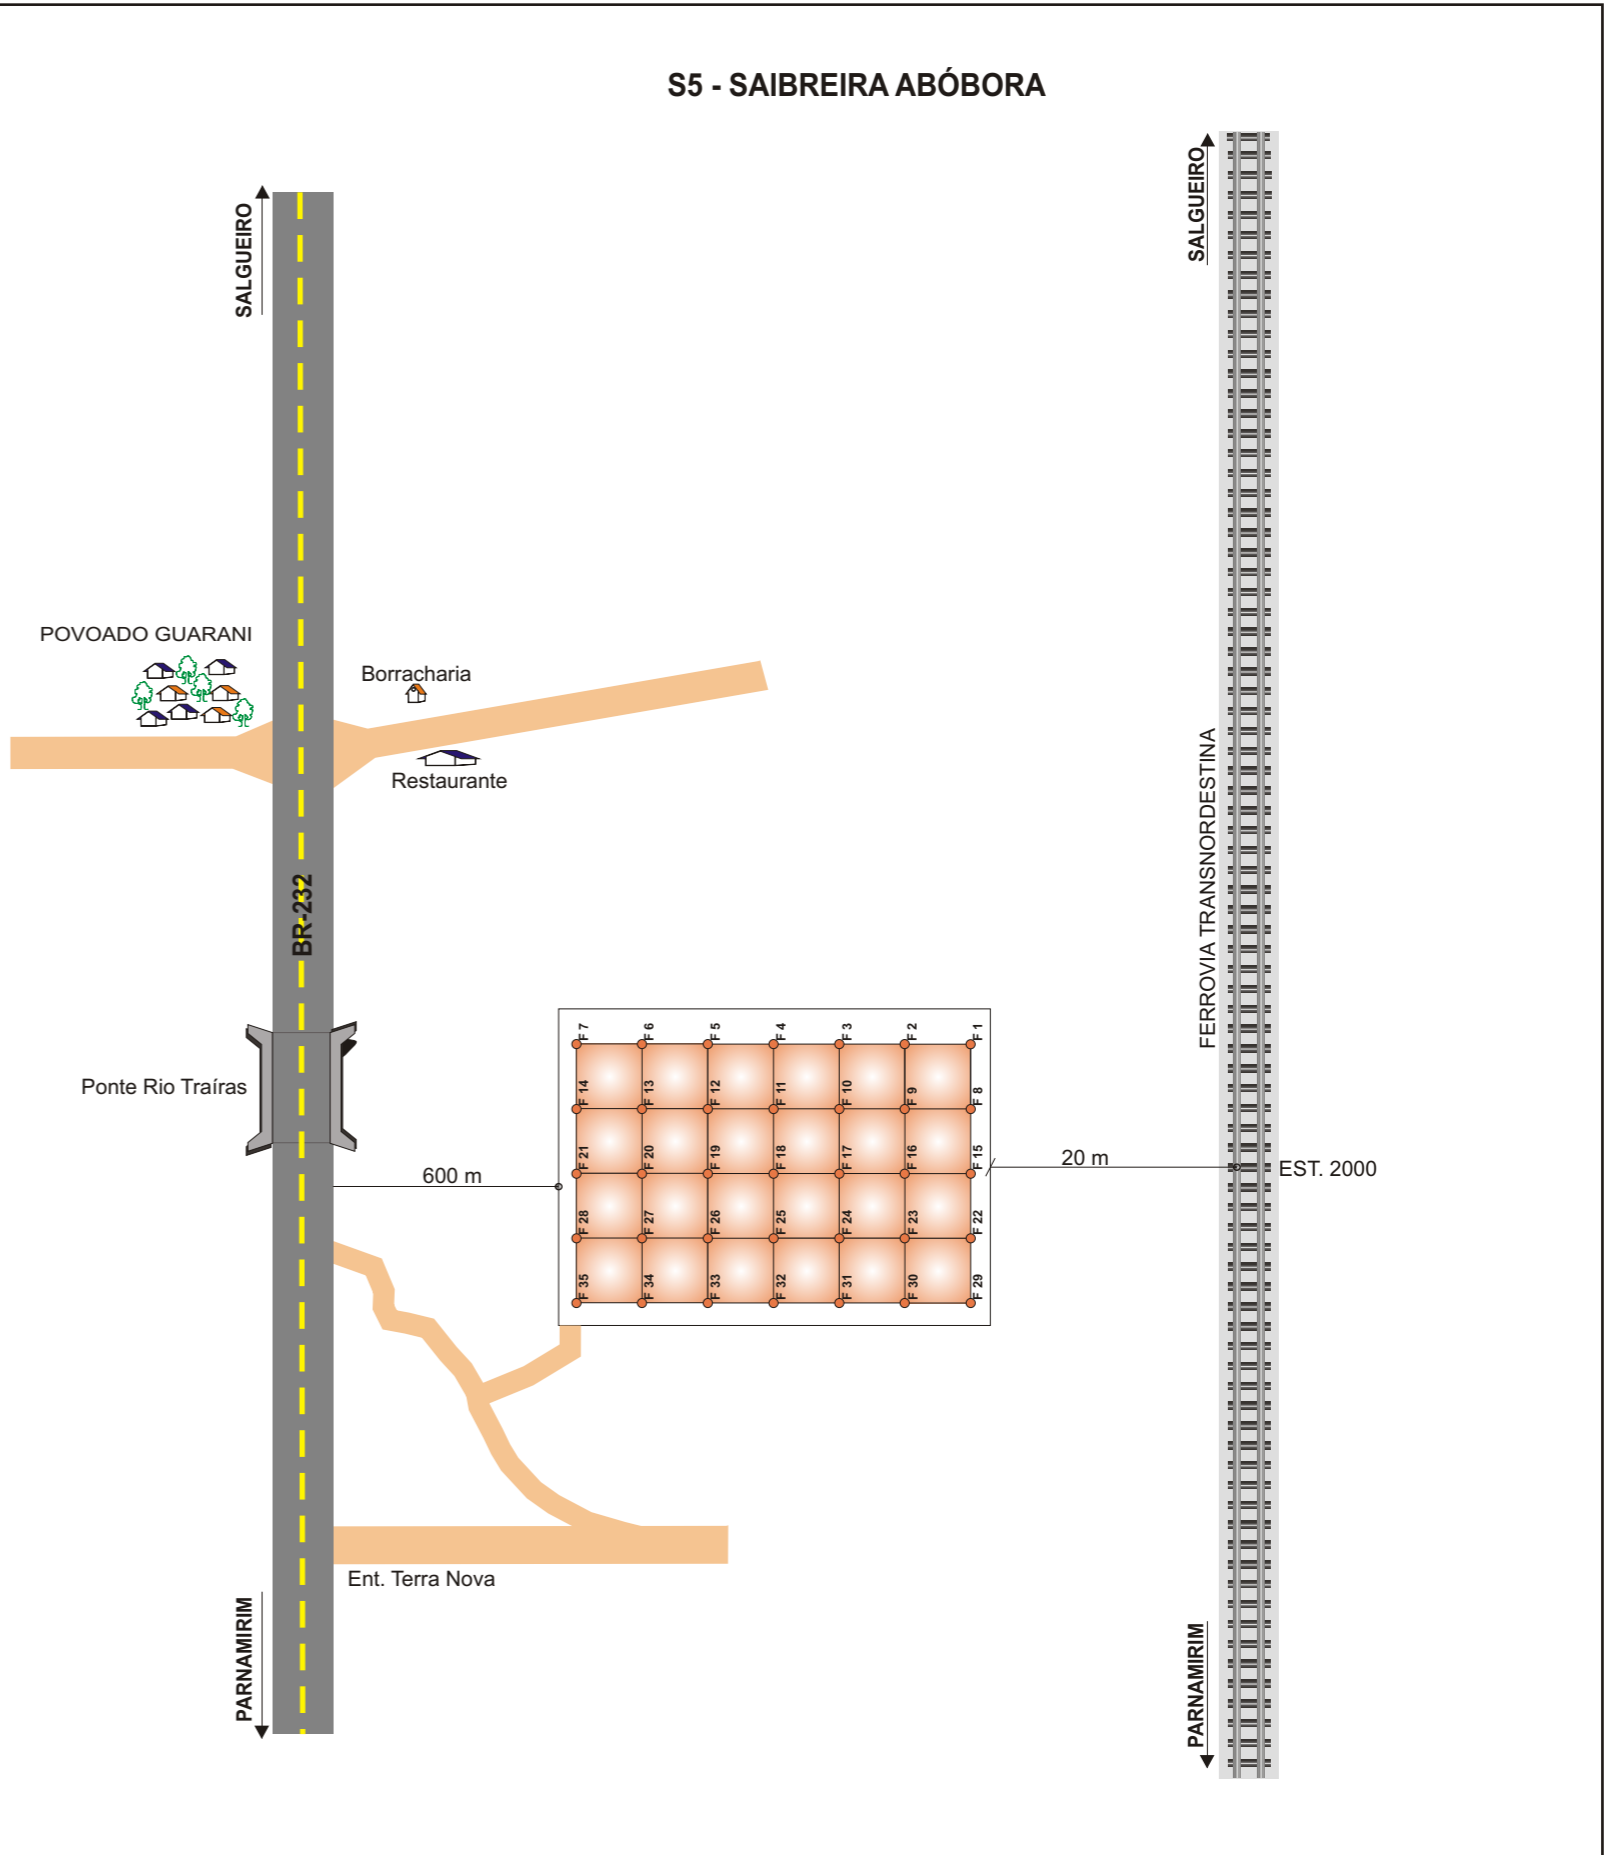 S5 - SAIBREIRA ABÓBORA
SALGUEIRO
SALGUEIRO
POVOADO GUARANI
Borracharia
Restaurante
FERROVIA TRANSNORDESTINA
BR-232
Ponte Rio Traíras
F 7
F 6
F 5
F 4
F 3
F 2
F 1
F 14
F 13
F 12
F 11
F 10
F 9
F 8
F 21
F 20
F 19
F 18
F 17
F 16
F 15
600 m
20 m
EST. 2000
F 28
F 27
F 26
F 25
F 24
F 23
F 22
F 35
F 34
F 33
F 32
F 31
F 30
F 29
Ent. Terra Nova
PARNAMIRIM
PARNAMIRIM